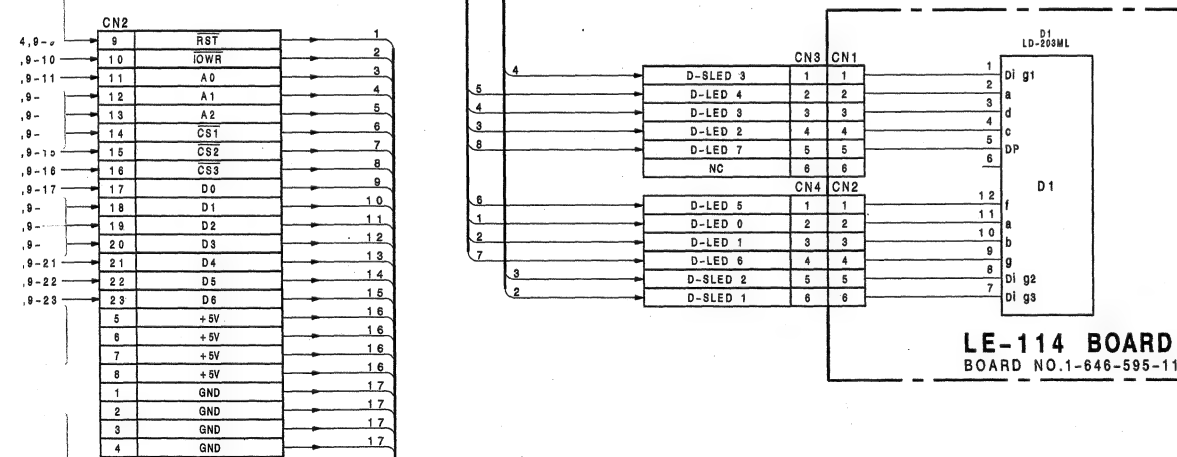 CN2
9 RST 1
,9-10 10 IOWR 2
,9-11 11 A0 3
,9- 12 A1 4
,9- 13 A2 5
,9- 14 CS1 6
15 CS2 7
,9-16 16 CS3 8
,9-17 17 D0 9
,9- 18 D1 10
,9- 19 D2 11
,9- 20 D3 12
,9-21 21 D4 13
,9-22 22 D5 14
,9-23 23 D6 15
5 +5V 16
6 +5V 16
7 +5V 16
8 +5V 16
1 GND 17
2 GND 17
3 GND 17
4 GND 17
CN3 CN1
4 D-SLED 3 1 1 1 Dig1
5 D-LED 4 2 2 2 a
4 D-LED 3 3 3 3 d
3 D-LED 2 4 4 4 c
8 D-LED 7 5 5 5 DP
NC 6 6 6
CN4 CN2
6 D-LED 5 1 1 12 f
1 D-LED 0 2 2 11 a
2 D-LED 1 3 3 10 b
7 D-LED 6 4 4 9 g
3 D-SLED 2 5 5 8 Dig2
2 D-SLED 1 6 6 7 Dig3
D1
LD-203ML
D1
LE-114 BOARD
BOARD NO.1-646-595-11